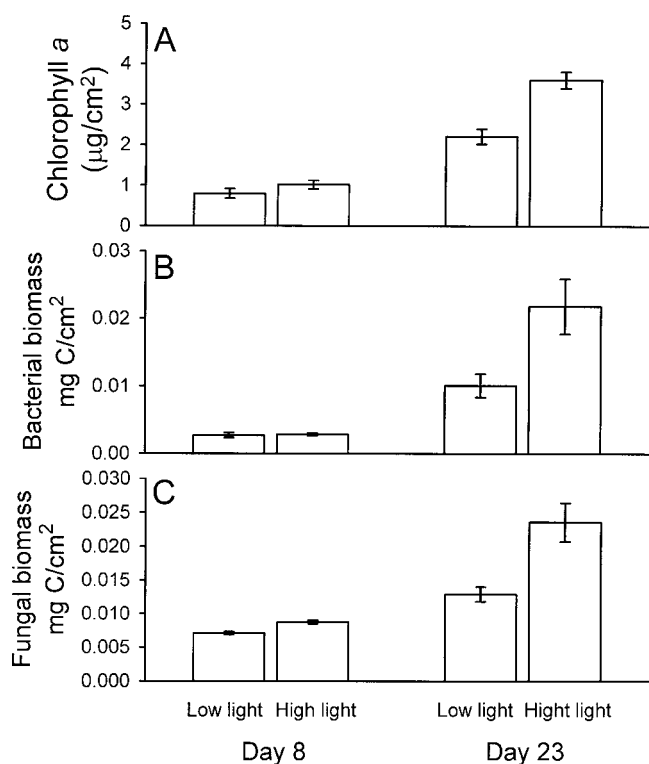 A
Chlorophyll a
(µg/cm²)
5
4
3
2
1
0
B
Bacterial biomass
mg C/cm²
0.03
0.02
0.01
0.00
C
Fungal biomass
mg C/cm²
0.030
0.025
0.020
0.015
0.010
0.005
0.000
Low light High light Low light Hight light
Day 8 Day 23